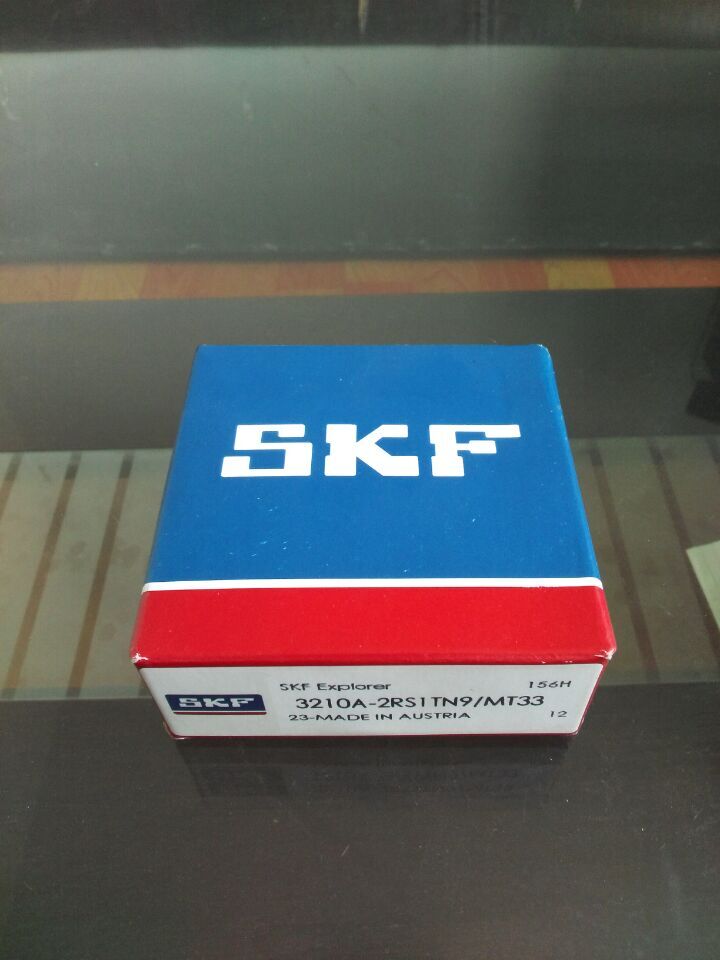 SKF
SKF Explorer 156H
SKF 3210A-2RS1TN9/MT33
23-MADE IN AUSTRIA 12